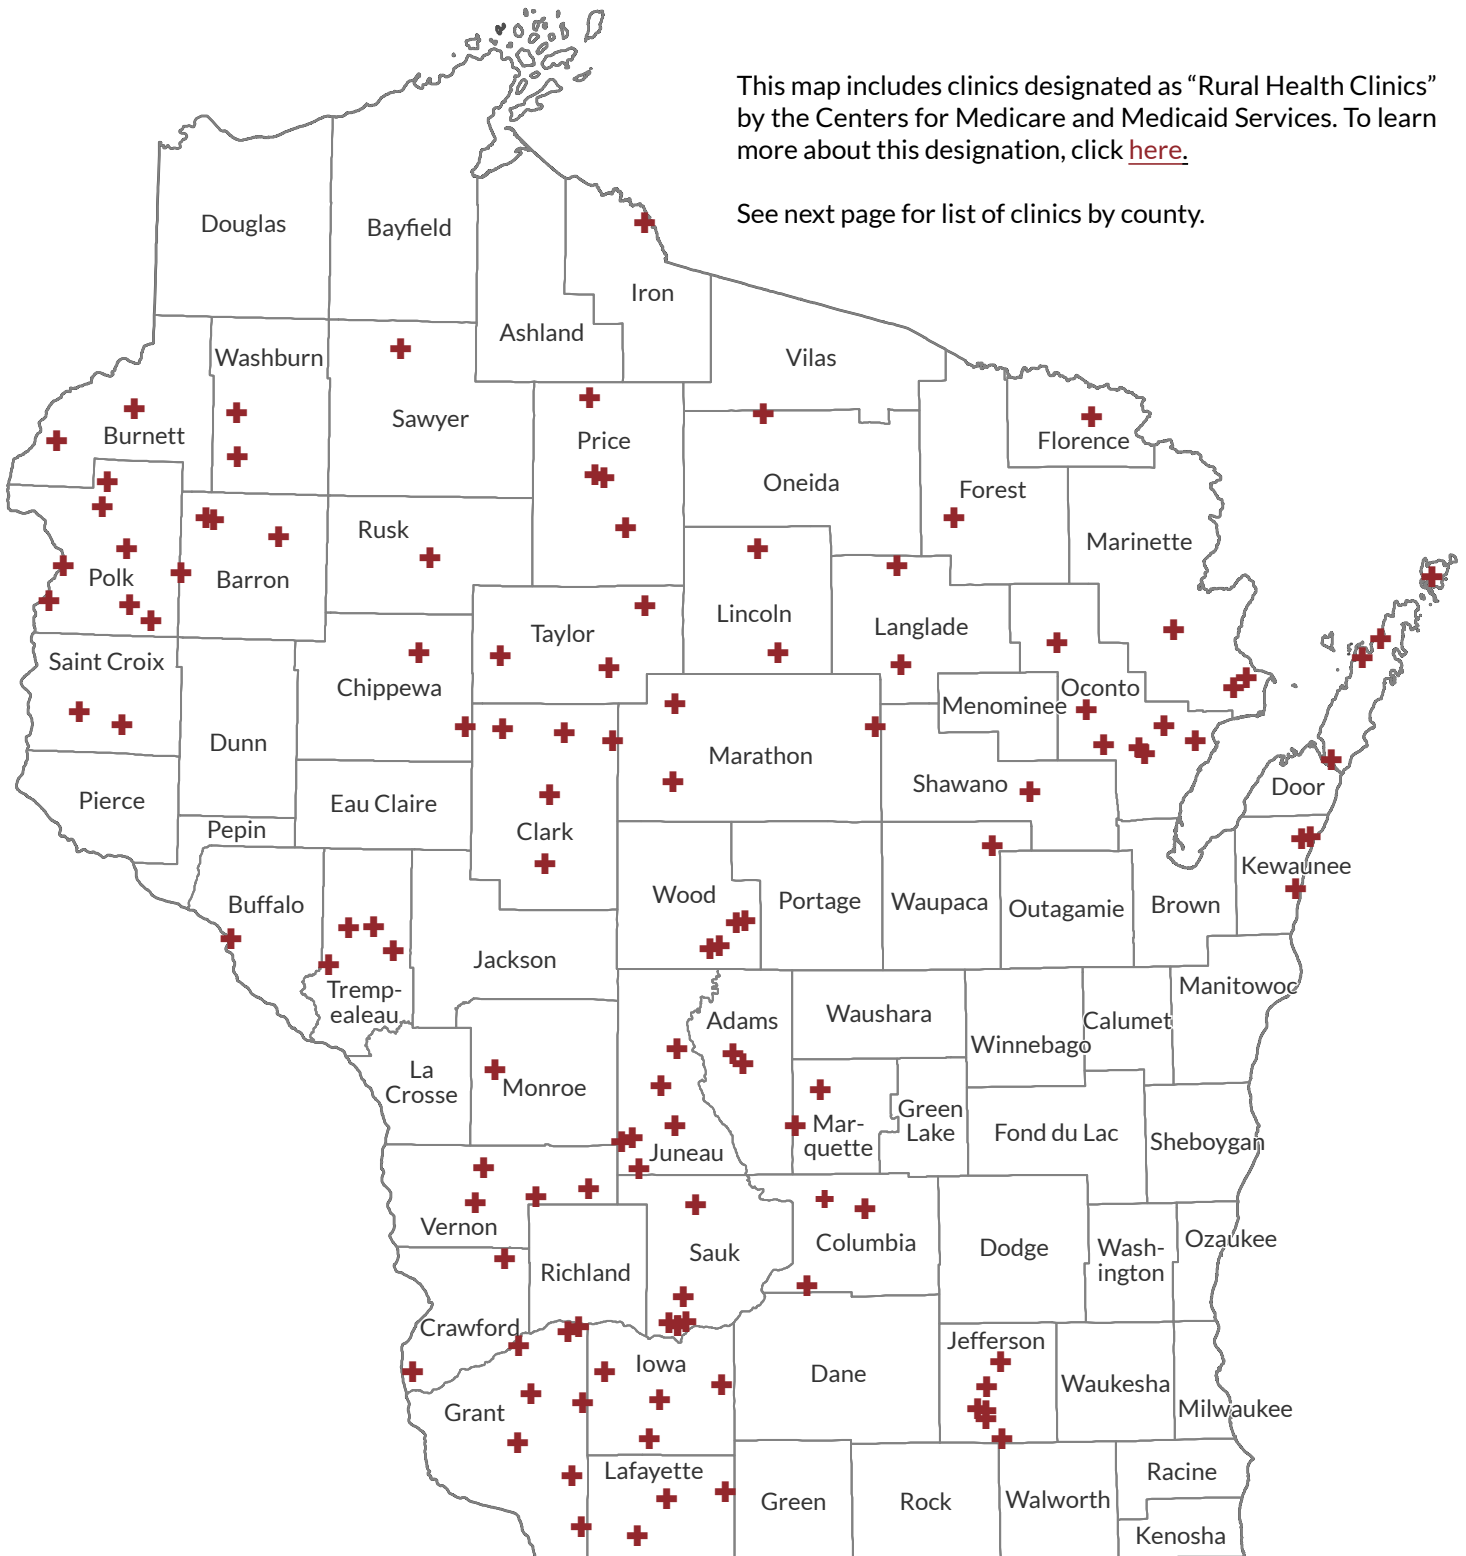 This map includes clinics designated as “Rural Health Clinics”
by the Centers for Medicare and Medicaid Services. To learn
more about this designation, click here.
See next page for list of clinics by county.
Douglas
Bayfield
Iron
Ashland
Washburn
Vilas
Sawyer
Burnett
Price
Florence
Oneida
Forest
Rusk
Marinette
Polk
Barron
Lincoln
Taylor
Langlade
Saint Croix
Chippewa
Oconto
Menominee
Dunn
Marathon
Shawano
Door
Pierce
Eau Claire
Pepin
Clark
Kewaunee
Wood
Portage
Waupaca
Buffalo
Outagamie
Brown
Jackson
Manitowoc
Tremp-
ealeau
Waushara
Adams
Calumet
Winnebago
La
Crosse
Monroe
Green
Lake
Mar-
quette
Fond du Lac
Sheboygan
Juneau
Vernon
Ozaukee
Columbia
Dodge
Wash-
ington
Sauk
Richland
Crawford
Jefferson
Iowa
Dane
Waukesha
Grant
Milwaukee
Lafayette
Racine
Green
Rock
Walworth
Kenosha